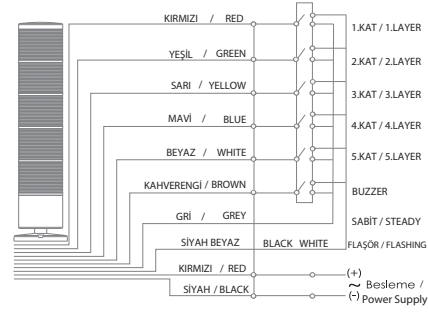 KIRMIZI / RED
1.KAT / 1.LAYER
YEŞİL / GREEN
2.KAT / 2.LAYER
SARI / YELLOW
3.KAT / 3.LAYER
MAVİ / BLUE
4.KAT / 4.LAYER
BEYAZ / WHITE
5.KAT / 5.LAYER
KAHVERENGİ / BROWN
BUZZER
GRİ / GREY
SABİT / STEADY
SİYAH BEYAZ BLACK WHITE
FLAŞÖR / FLASHING
KIRMIZI / RED
(+)
~ Besleme /
SİYAH / BLACK
(-) Power Supply